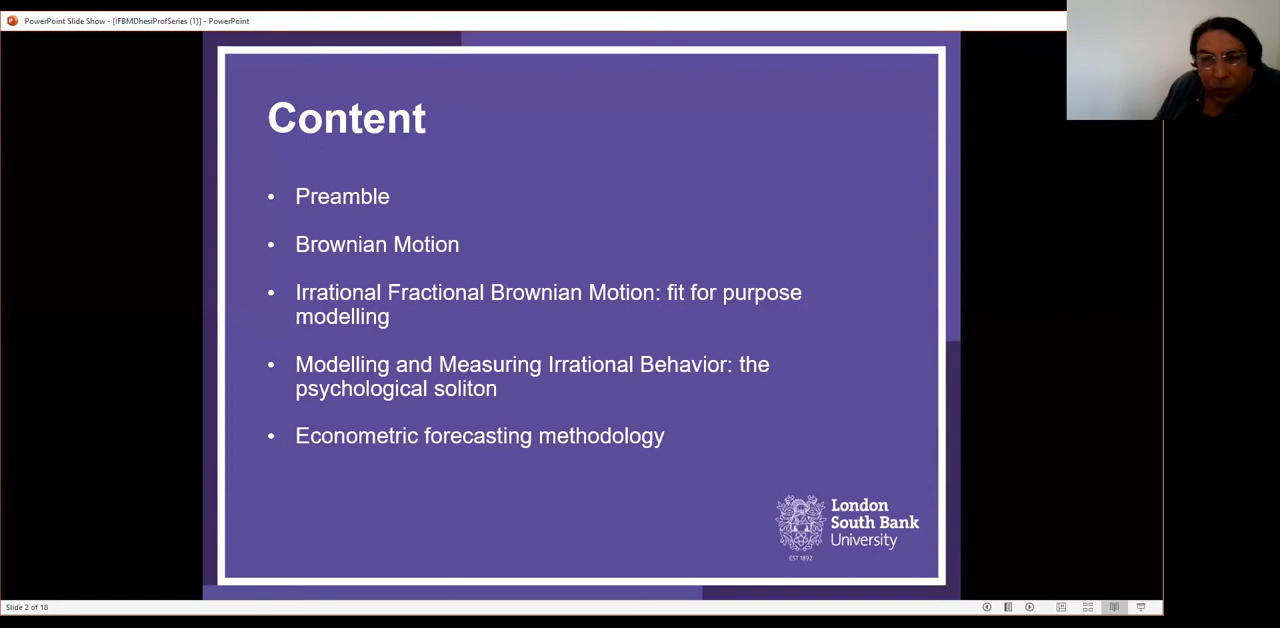 PowerPoint Slide Show - [IFBMDhesiProfSeries (1)] - PowerPoint
Content
• Preamble
• Brownian Motion
• Irrational Fractional Brownian Motion: fit for purpose
modelling
• Modelling and Measuring Irrational Behavior: the
psychological soliton
• Econometric forecasting methodology
London
South Bank
University
EST 1892
Slide 2 of 18